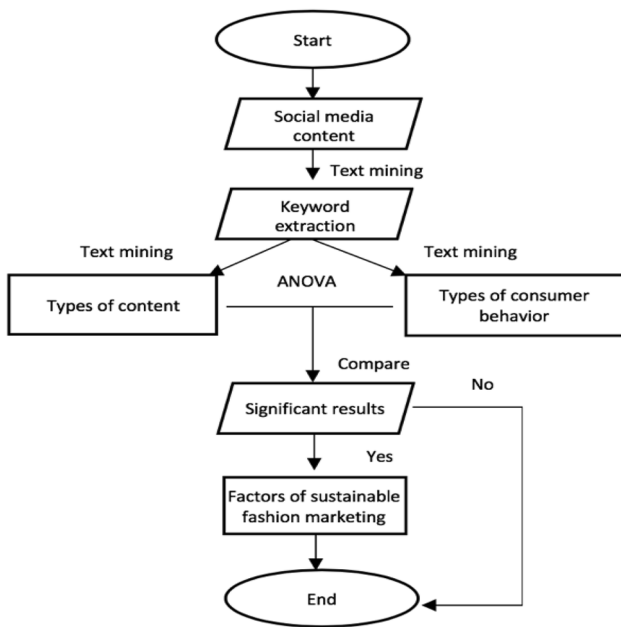 Start
Social media
content
Text mining
Keyword
extraction
Text mining
Text mining
Types of content
ANOVA
Types of consumer
behavior
Compare
Significant results
No
Yes
Factors of sustainable
fashion marketing
End